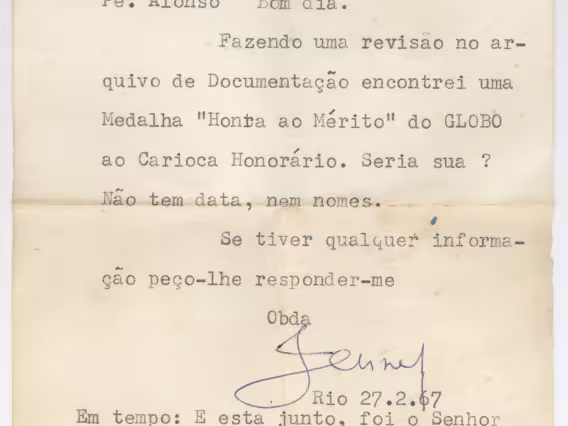 Pe. Alonso Bom dia.
Fazendo uma revisão no ar-
quivo de Documentação encontrei uma
Medalha "Honra ao Mérito" do GLOBO
ao Carioca Honorário. Seria sua ?
Não tem data, nem nomes.
Se tiver qualquer informa-
ção peço-lhe responder-me
Obda
Rio 27.2.67
Em tempo: E esta junto, foi o Senhor